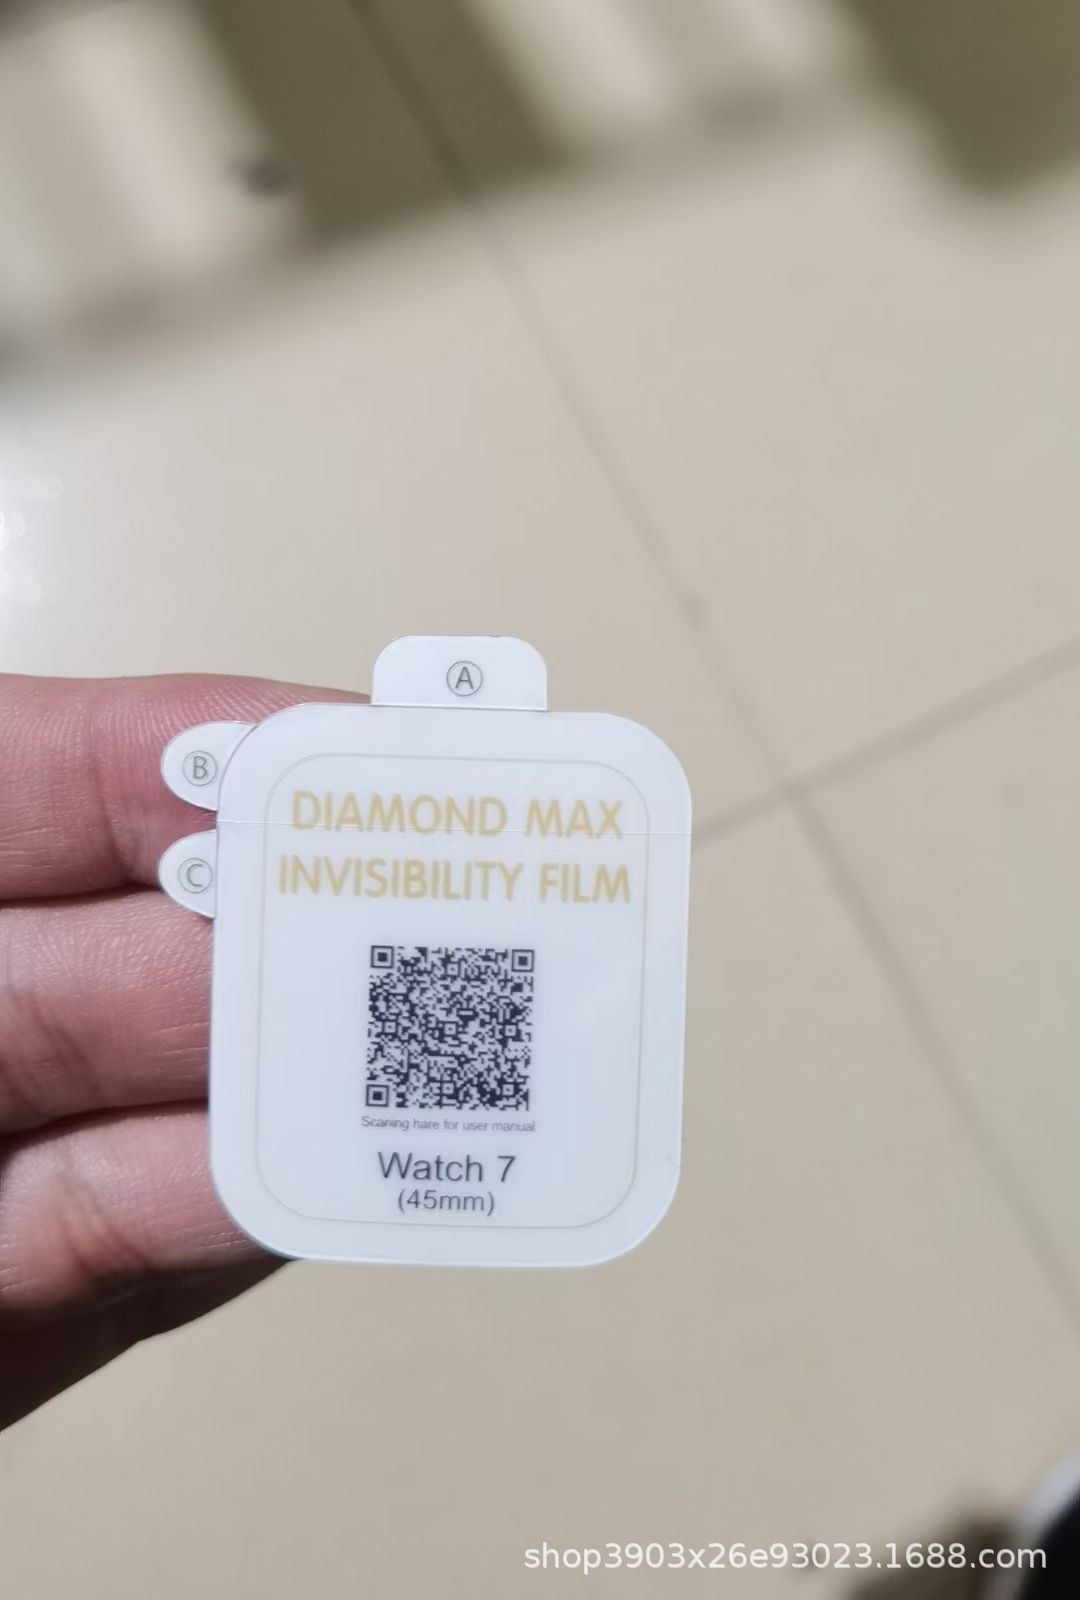 Ⓐ
Ⓑ
DIAMOND MAX
Ⓒ
INVISIBILITY FILM
Scaning hare for user manual
Watch 7
(45mm)
shop3903x26e93023.1688.com